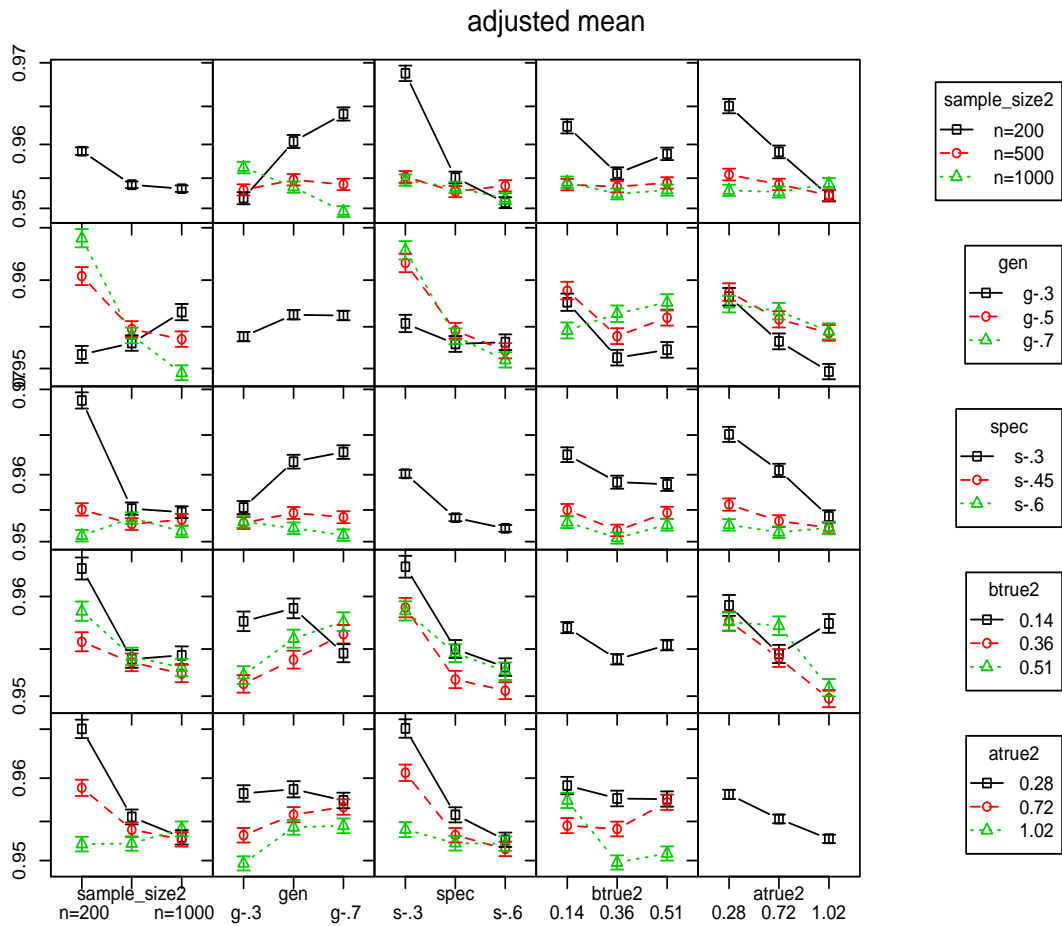 adjusted mean
0.97
0.96
0.95
sample_size2
n=200
n=500
n=1000
0.96
0.95
gen
g-.3
g-.5
g-.7
0.97
0.96
0.95
spec
s-.3
s-.45
s-.6
0.96
0.95
btrue2
0.14
0.36
0.51
0.96
0.95
atrue2
0.28
0.72
1.02
sample_size2 gen spec btrue2 atrue2
n=200 n=1000 g-.3 g-.7 s-.3 s-.6 0.14 0.36 0.51 0.28 0.72 1.02